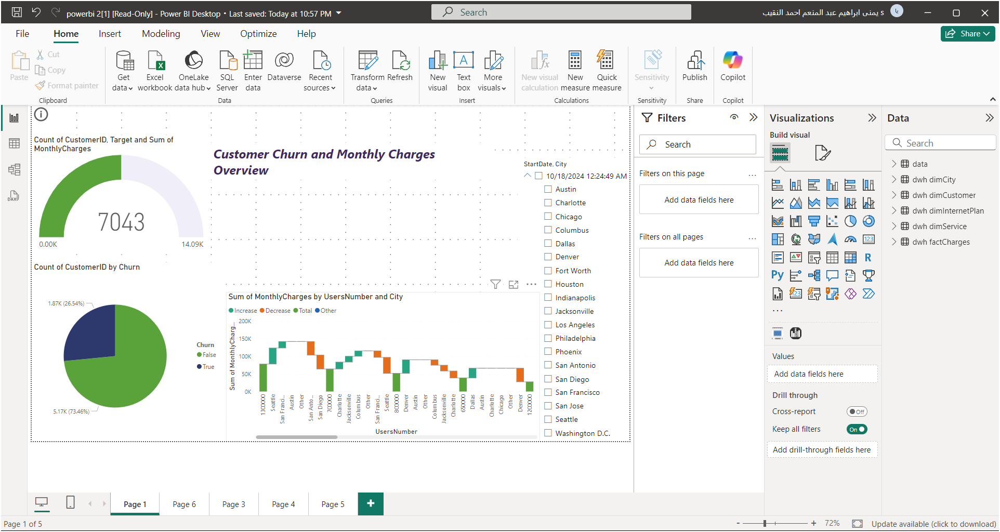 powerbi 2[1] [Read-Only] - Power BI Desktop • Last saved: Today at 10:57 PM
Search
يمنى ابراهيم عبد المنعم احمد النقيب s
يا
File
Home
Insert
Modeling
View
Optimize
Help
Share
Paste
Cut
Copy
Format painter
Clipboard
Get data
Excel workbook
OneLake data hub
SQL Server
Enter data
Dataverse
Recent sources
Data
Transform data
Refresh
Queries
New visual
Text box
More visuals
Insert
New visual calculation
New measure
Quick measure
Calculations
Sensitivity
Sensitivity
Publish
Share
Copilot
Copilot
Count of CustomerID, Target and Sum of
MonthlyCharges
7043
0.00K
14.09K
Customer Churn and Monthly Charges
Overview
Count of CustomerID by Churn
1.87K (26.54%)
5.17K (73.46%)
Churn
False
True
Sum of MonthlyCharges by UsersNumber and City
Increase
Decrease
Total
Other
Sum of MonthlyCharg...
200K
150K
100K
50K
0K
1300000
Seattle
San Franci...
Austin
Other
San Anto...
San Diego
700000
Charlotte
Jacksonville
Columbus
Other
San Franci...
Seattle
800000
Denver
Austin
Other
Columbus
Jacksonville
Charlotte
650000
Dallas
Austin
Charlotte
Chicago
Other
Denver
1200000
UsersNumber
StartDate, City
10/18/2024 12:24:49 AM
Austin
Charlotte
Chicago
Columbus
Dallas
Denver
Fort Worth
Houston
Indianapolis
Jacksonville
Los Angeles
Philadelphia
Phoenix
San Antonio
San Diego
San Francisco
San Jose
Seattle
Washington D.C.
Filters
Search
Filters on this page
...
Add data fields here
Filters on all pages
...
Add data fields here
Visualizations
Build visual
123
R
Py
123
...
Values
Add data fields here
Drill through
Cross-report
Off
Keep all filters
On
Add drill-through fields here
Data
Search
data
dwh dimCity
dwh dimCustomer
dwh dimInternetPlan
dwh dimService
dwh factCharges
DAX
Page 1
Page 6
Page 3
Page 4
Page 5
+
Page 1 of 5
- + 72%
Update available (click to download)